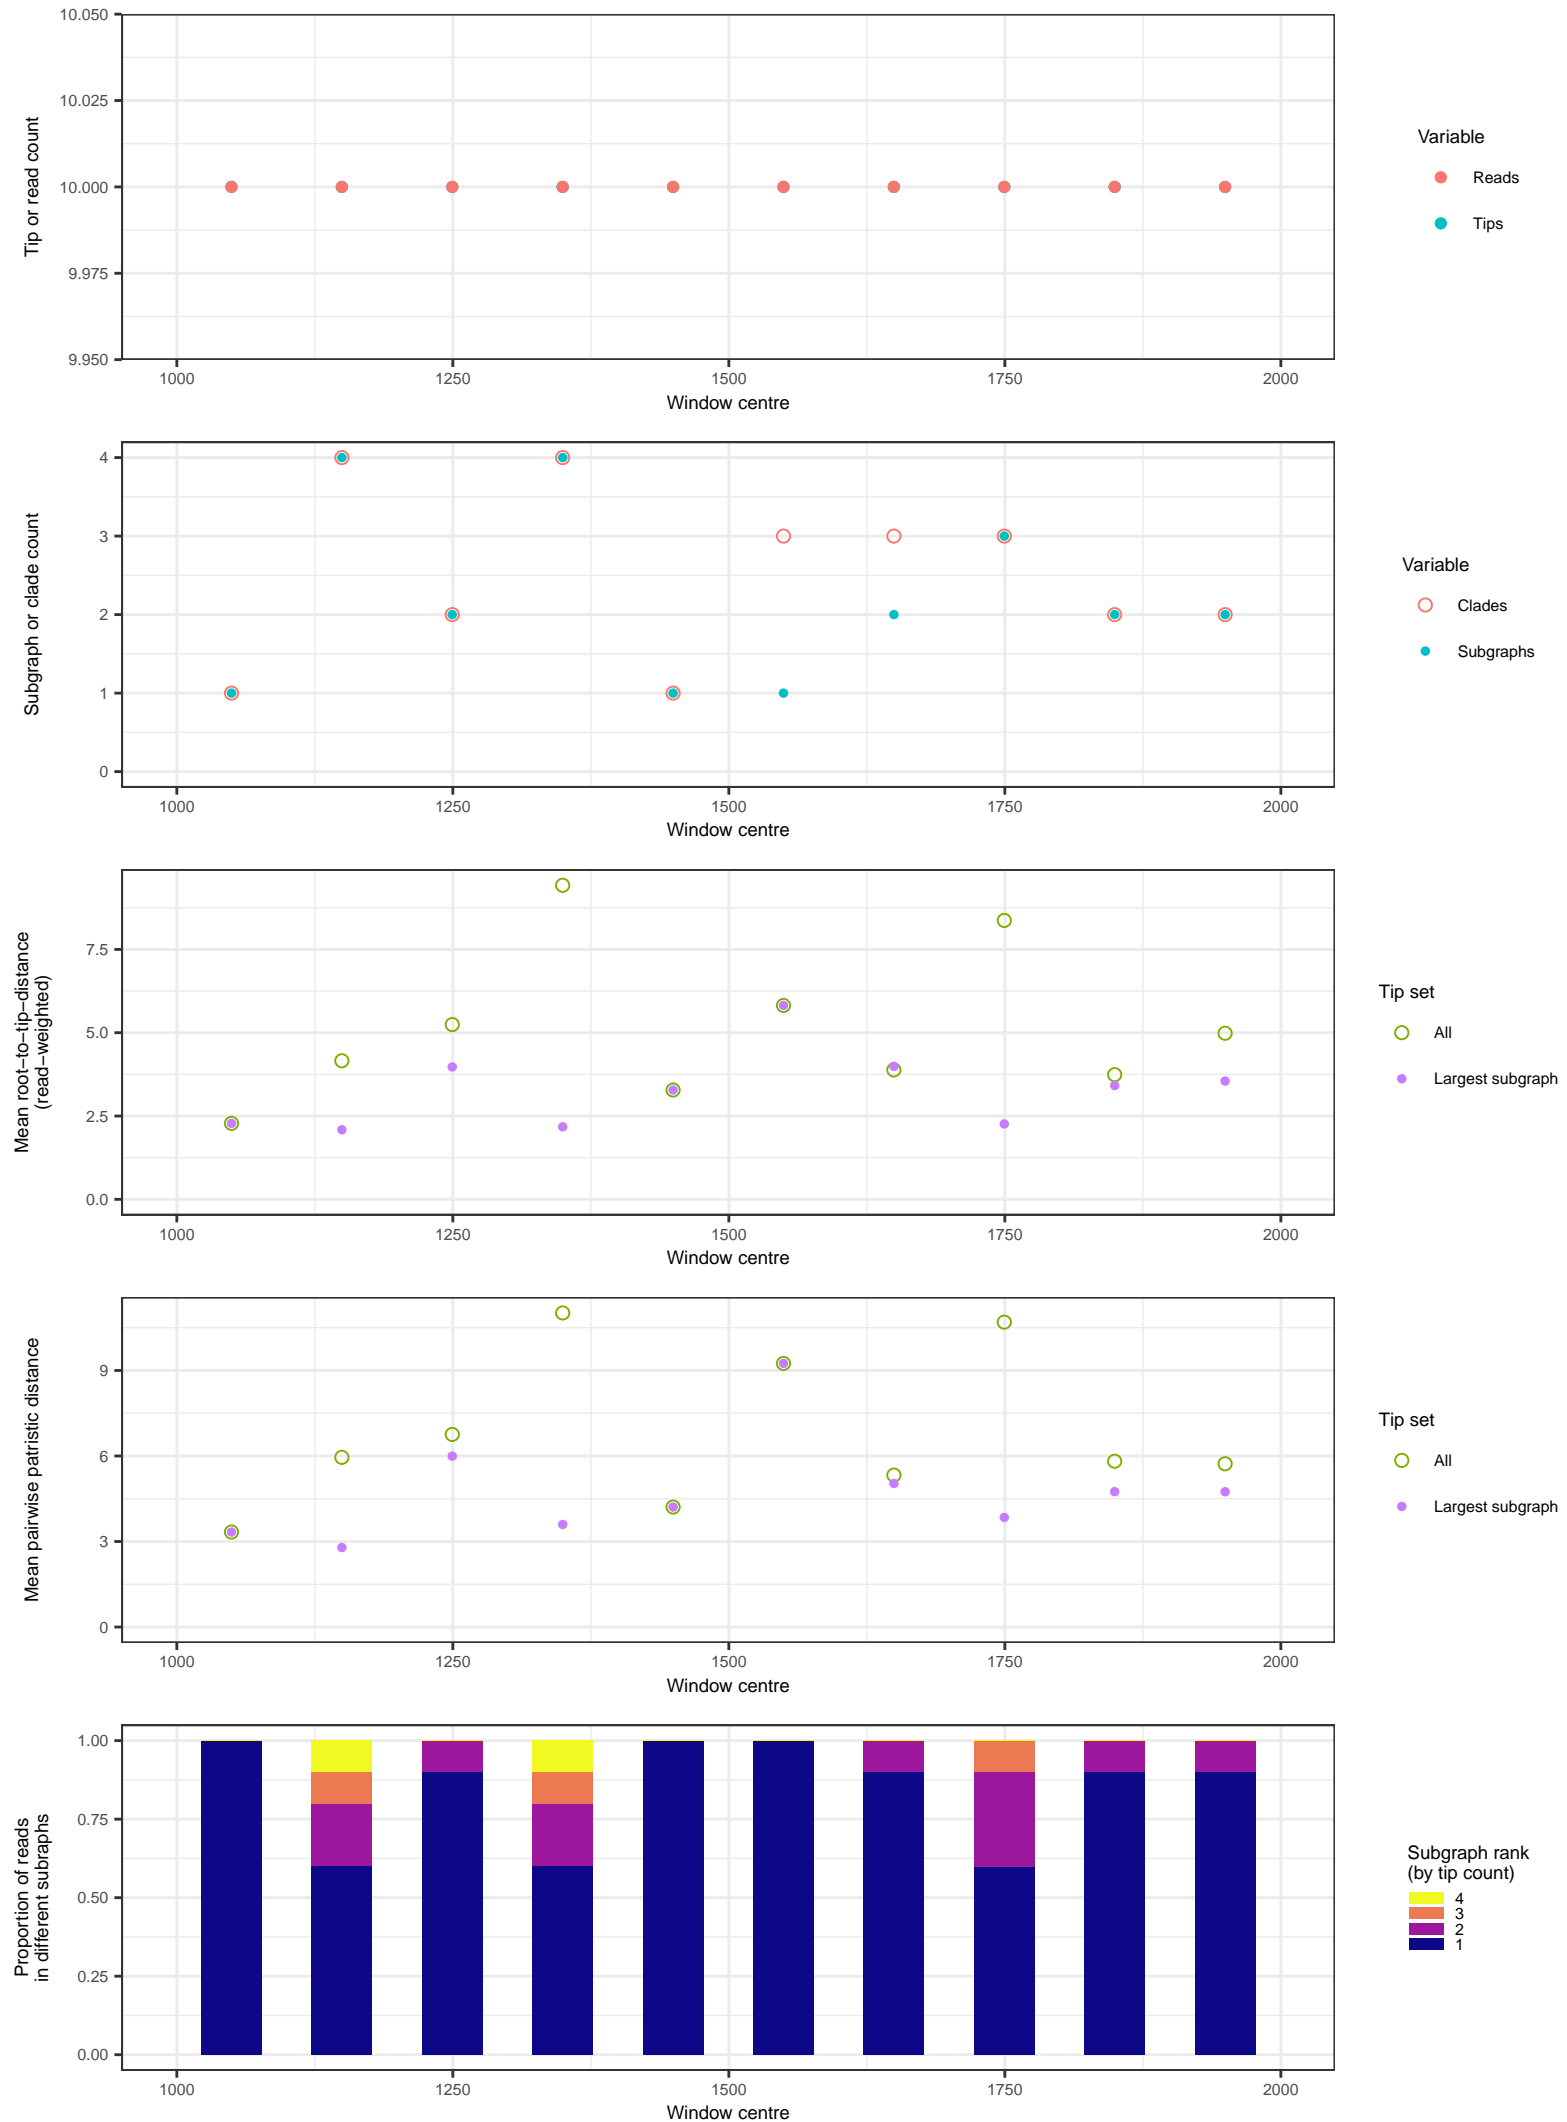 10.050
10.025
10.000
9.975
9.950
Tip or read count
1000 1250 1500 1750 2000
Window centre
Variable
Reads
Tips
4
3
2
1
0
Subgraph or clade count
1000 1250 1500 1750 2000
Window centre
Variable
Clades
Subgraphs
7.5
5.0
2.5
0.0
Mean root−to−tip−distance
(read−weighted)
1000 1250 1500 1750 2000
Window centre
Tip set
All
Largest subgraph
9
6
3
0
Mean pairwise patristic distance
1000 1250 1500 1750 2000
Window centre
Tip set
All
Largest subgraph
1.00
0.75
0.50
0.25
0.00
Proportion of reads
in different subraphs
1000 1250 1500 1750 2000
Window centre
Subgraph rank
(by tip count)
4
3
2
1